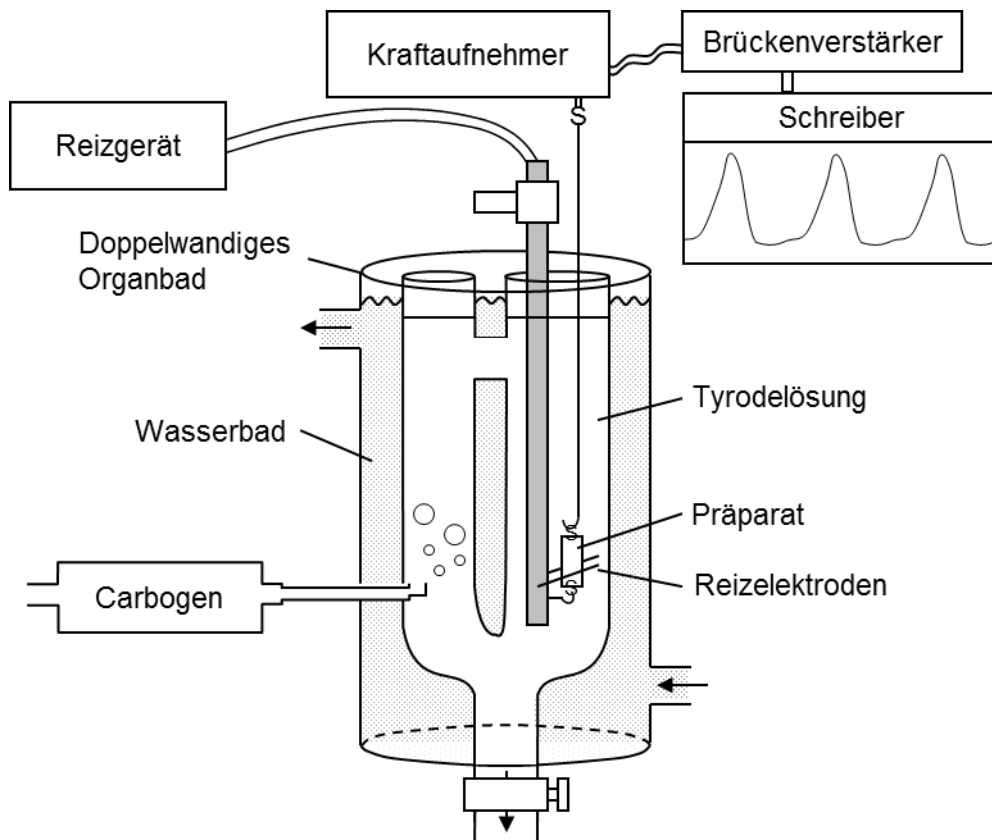 Kraftaufnehmer
Brückenverstärker
Schreiber
Reizgerät
Doppelwandiges
Organbad
Tyrodelösung
Wasserbad
Präparat
Reizelektroden
Carbogen